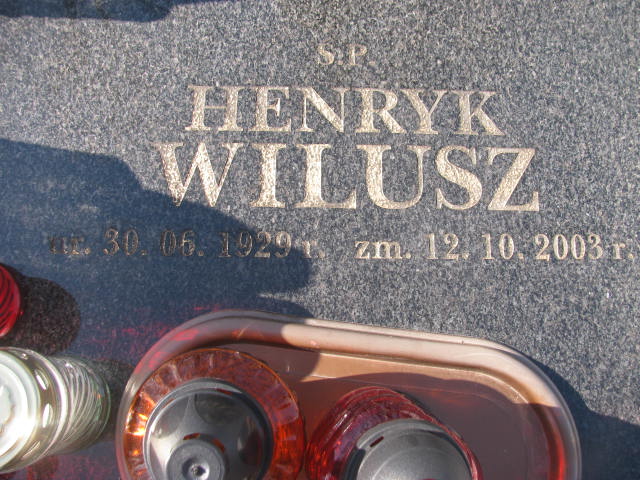 Ś.P.
HENRYK
WILUSZ
ur. 30. 06. 1929 r. zm. 12. 10. 2003 r.